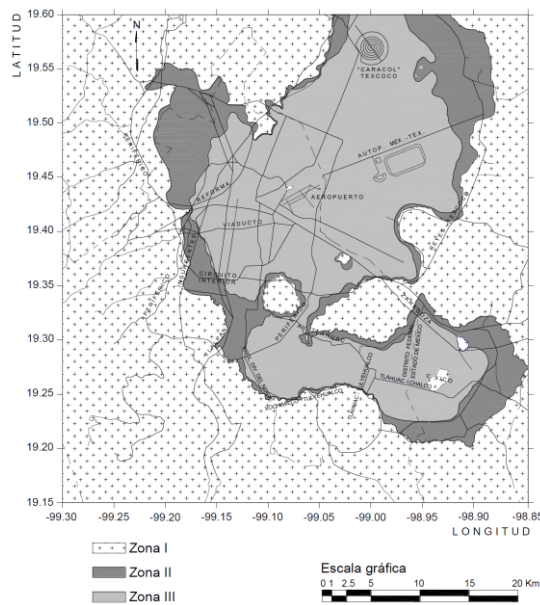 LATITUD
19.60
19.55
19.50
19.45
19.40
19.35
19.30
19.25
19.20
19.15
N
"CARACOL"
TEXCOCO
AUTOP. MEX-TEX
PERIFERICO
REFORMA
AEROPUERTO
VIADUCTO
INSURGENTES
CIRCUITO
INTERIOR
PERIFERICO
ZARAGOZA
PERIFERICO
DISTRITO FEDERAL
ESTADO DE MEXICO
TLAHUAC - CHALCO
-99.30
-99.25
-99.20
-99.15
-99.10
-99.05
-99.00
-98.95
-98.90
-98.85
LONGITUD
Zona I
Zona II
Zona III
Escala gráfica
0 1 2.5 5 10 15 20 Km